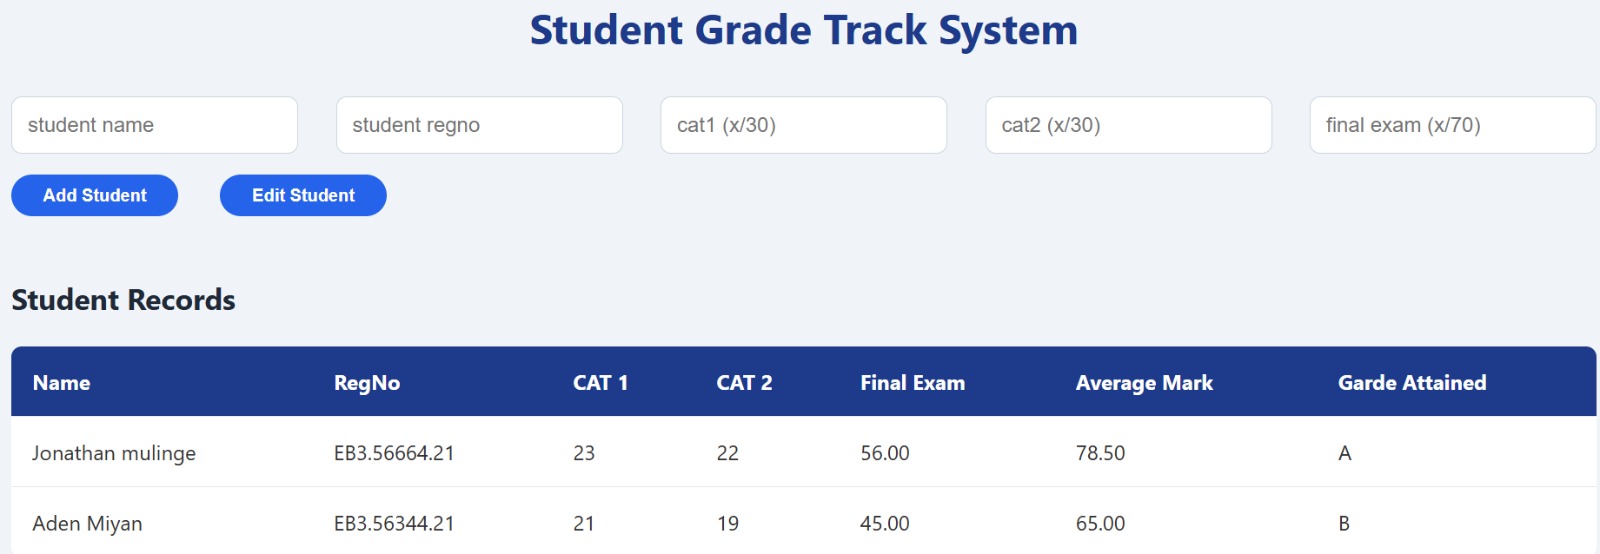 Student Grade Track System
student name student regno cat1 (x/30) cat2 (x/30) final exam (x/70)
Add Student Edit Student
Student Records
Name RegNo CAT 1 CAT 2 Final Exam Average Mark Garde Attained
Jonathan mulinge EB3.56664.21 23 22 56.00 78.50 A
Aden Miyan EB3.56344.21 21 19 45.00 65.00 B